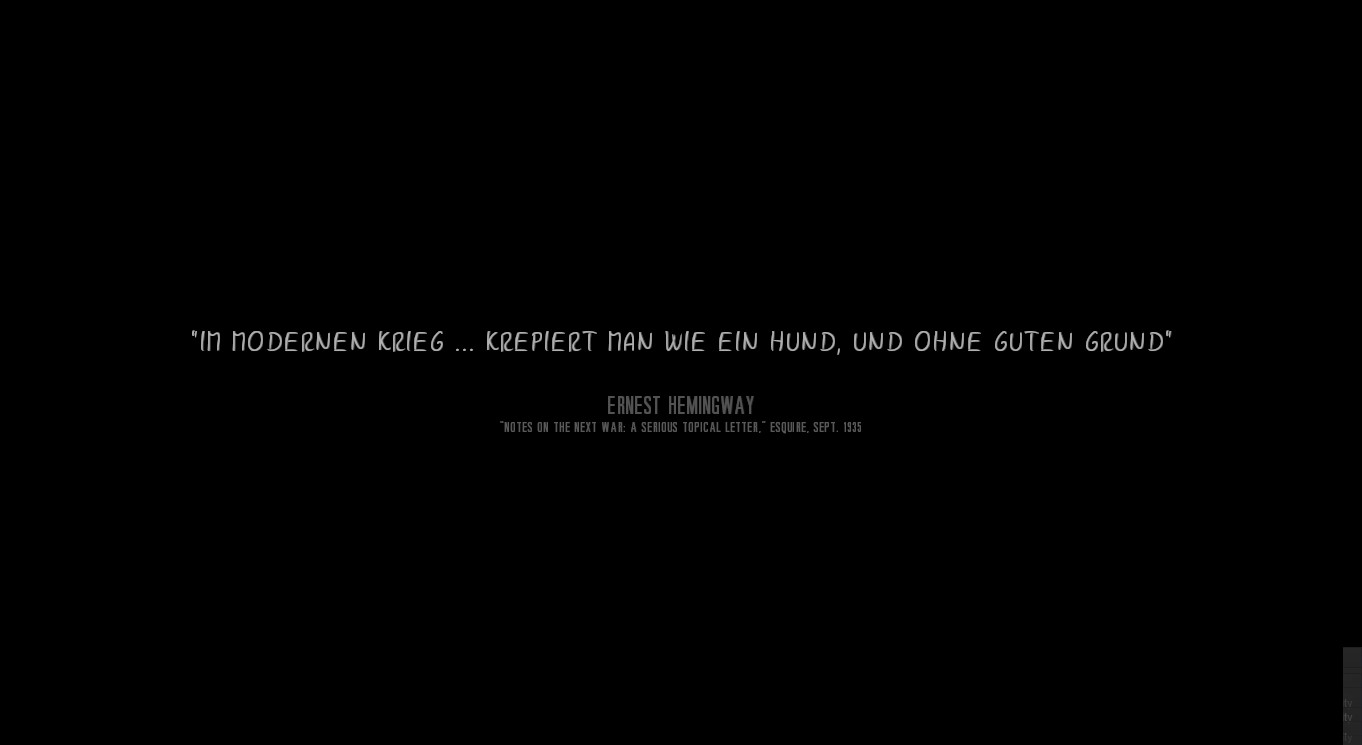 "IM MODERNEN KRIEG ... KREPIERT MAN WIE EIN HUND, UND OHNE GUTEN GRUND"
ERNEST HEMINGWAY
"NOTES ON THE NEXT WAR: A SERIOUS TOPICAL LETTER," ESQUIRE, SEPT. 1935